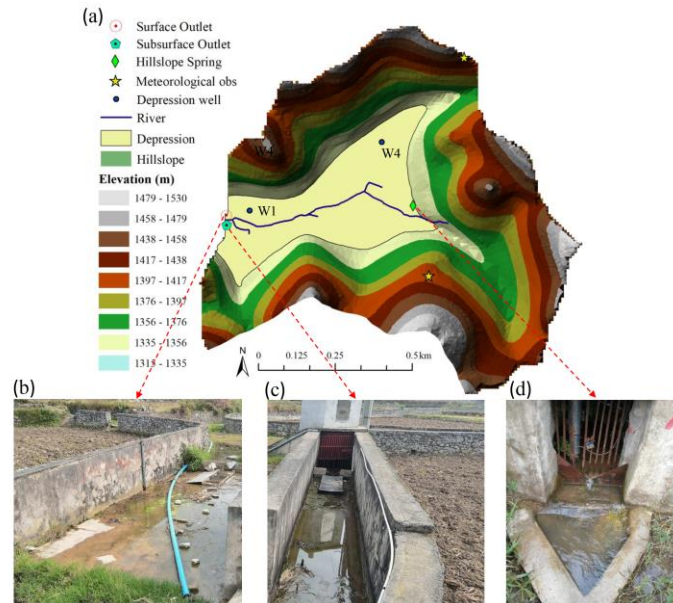 (a)
Surface Outlet
Subsurface Outlet
Hillslope Spring
Meteorological obs
Depression well
River
Depression
Hillslope
Elevation (m)
1479 - 1530
1458 - 1479
1438 - 1458
1417 - 1438
1397 - 1417
1376 - 1397
1356 - 1376
1335 - 1356
1315 - 1335
W4
W4
W1
N
0 0.125 0.25 0.5km
(b)
(c)
(d)